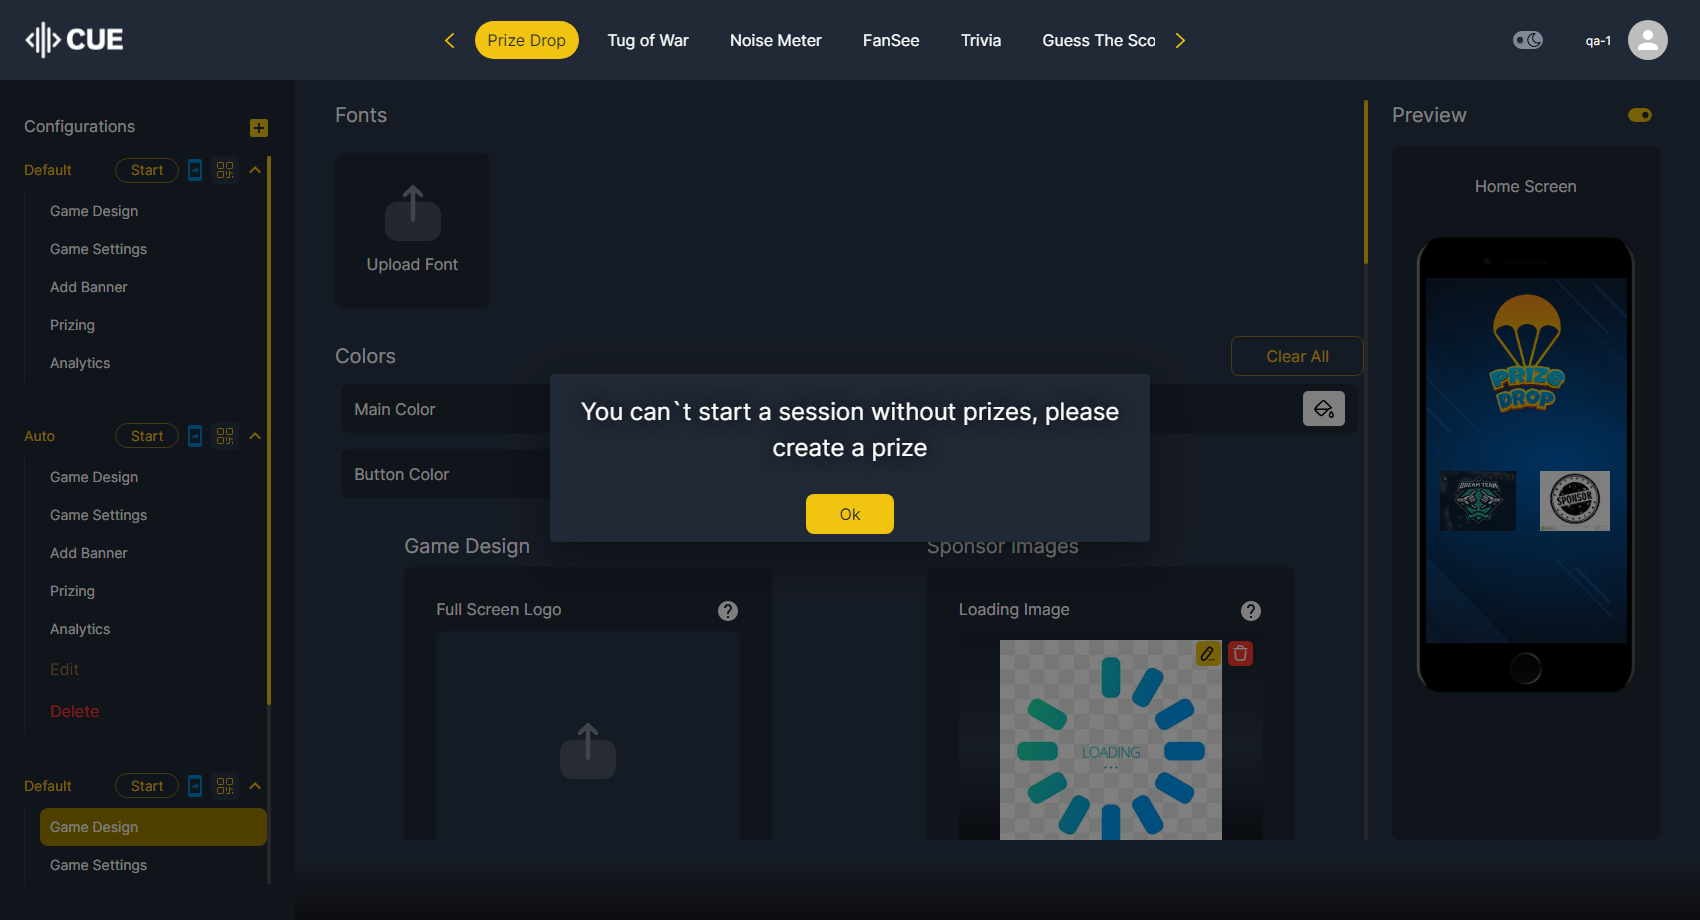 CUE
Prize Drop
Tug of War
Noise Meter
FanSee
Trivia
Guess The Sco
qa-1
Configurations
Default
Start
Game Design
Game Settings
Add Banner
Prizing
Analytics
Auto
Start
Game Design
Game Settings
Add Banner
Prizing
Analytics
Edit
Delete
Default
Start
Game Design
Game Settings
Fonts
Upload Font
Colors
Clear All
Main Color
Button Color
You can`t start a session without prizes, please
create a prize
Ok
Game Design
Full Screen Logo
?
Sponsor Images
Loading Image
?
LOADING
...
Preview
Home Screen
PRIZE
DROP
DREAM TEAM
SPONSOR